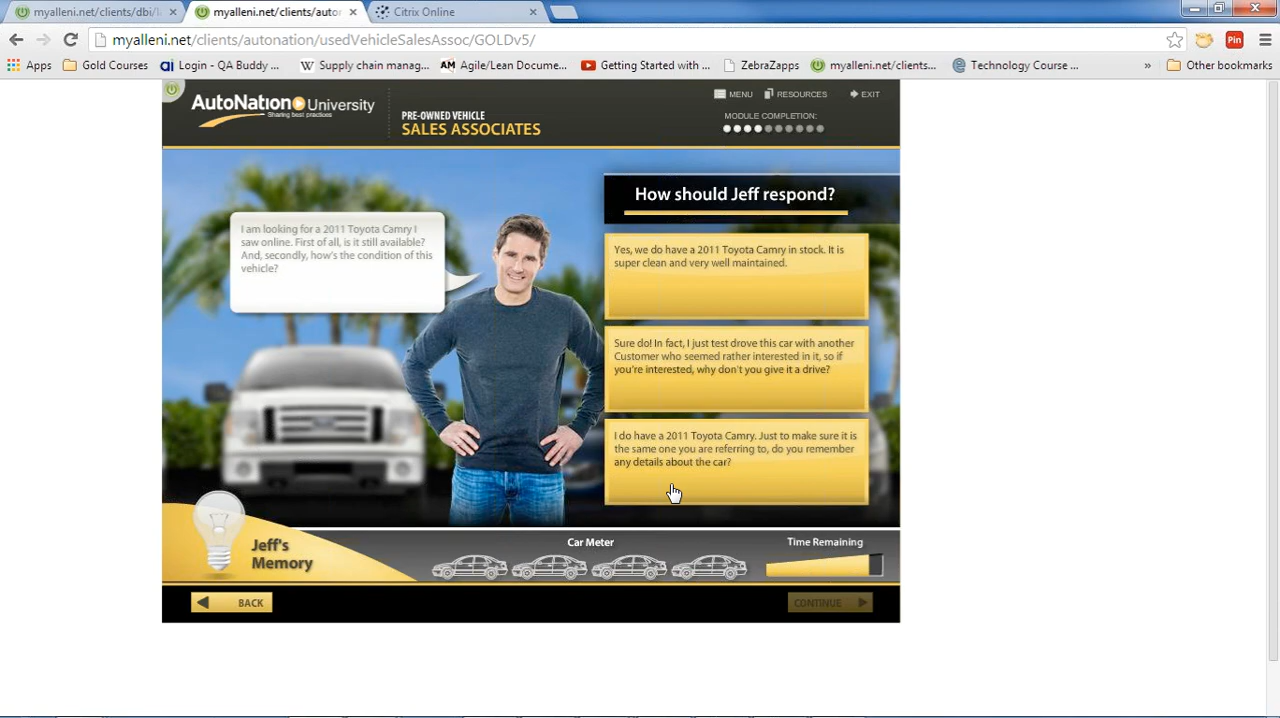 myalleni.net/clients/dbi/l
myalleni.net/clients/auto
Citrix Online
myalleni.net/clients/autonation/usedVehicleSalesAssoc/GOLDv5/
Pin
Apps
Gold Courses
Login - QA Buddy ...
Supply chain manag...
Agile/Lean Docume...
Getting Started with ...
ZebraZapps
myalleni.net/clients...
Technology Course ...
»
Other bookmarks
AutoNation University
Sharing best practices
PRE-OWNED VEHICLE
SALES ASSOCIATES
MENU
RESOURCES
EXIT
MODULE COMPLETION:
I am looking for a 2011 Toyota Camry I
saw online. First of all, is it still available?
And, secondly, how's the condition of this
vehicle?
How should Jeff respond?
Yes, we do have a 2011 Toyota Camry in stock. It is
super clean and very well maintained.
Sure do! In fact, I just test drove this car with another
Customer who seemed rather interested in it, so if
you're interested, why don't you give it a drive?
I do have a 2011 Toyota Camry. Just to make sure it is
the same one you are referring to, do you remember
any details about the car?
Jeff's
Memory
Car Meter
Time Remaining
BACK
CONTINUE